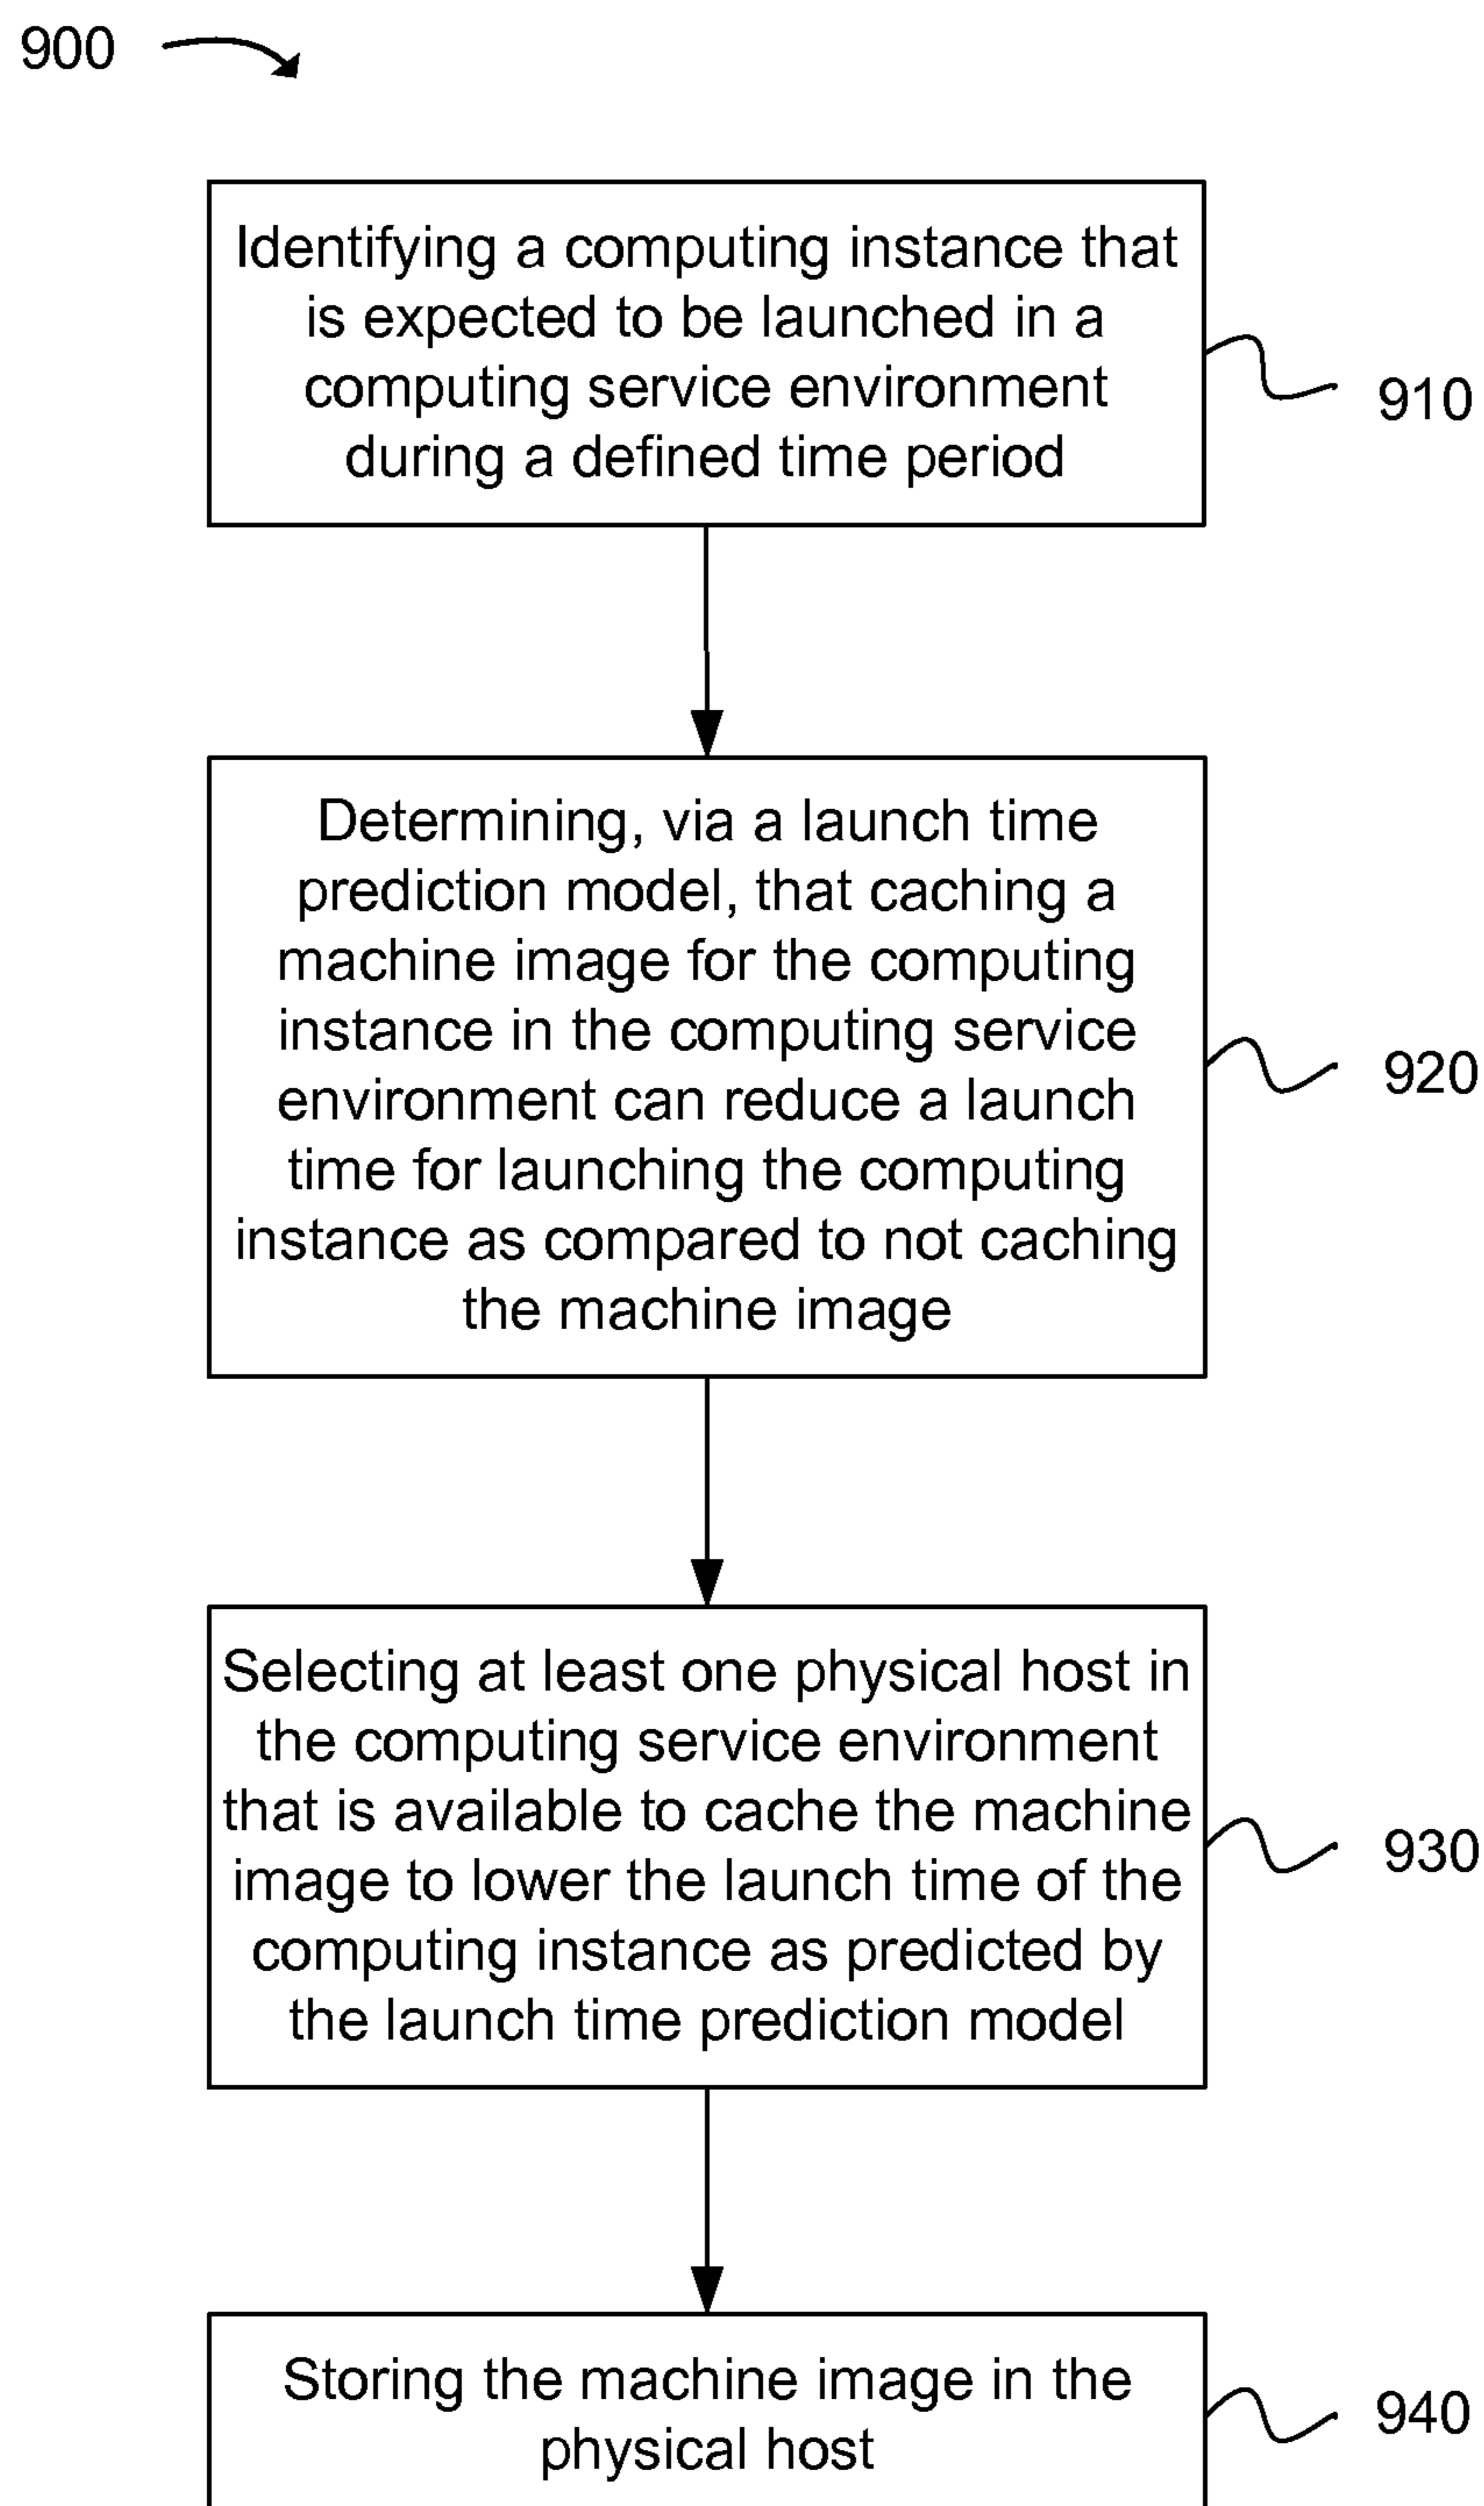 900
Identifying a computing instance that
is expected to be launched in a
computing service environment
during a defined time period
910
Determining, via a launch time
prediction model, that caching a
machine image for the computing
instance in the computing service
environment can reduce a launch
time for launching the computing
instance as compared to not caching
the machine image
920
Selecting at least one physical host in
the computing service environment
that is available to cache the machine
image to lower the launch time of the
computing instance as predicted by
the launch time prediction model
930
Storing the machine image in the
physical host
940